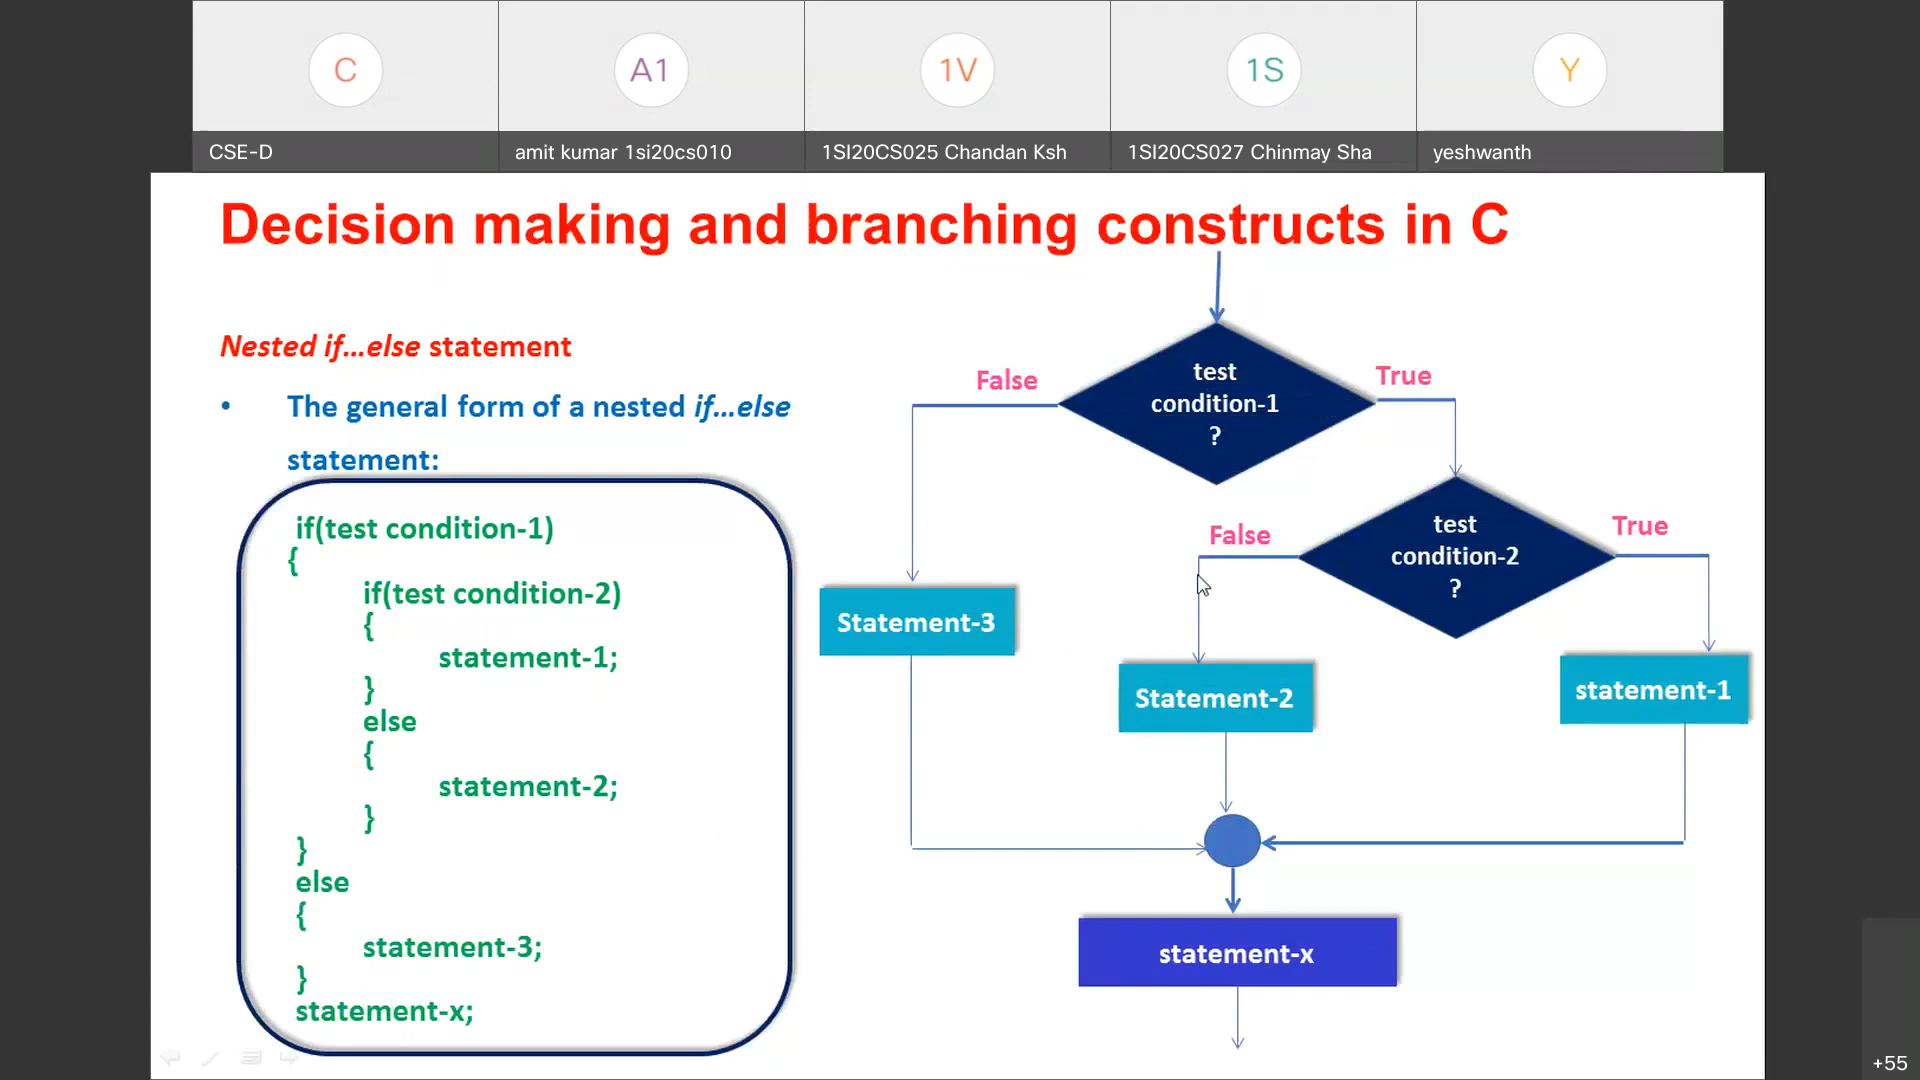 C
A1
1V
1S
Y
CSE-D
amit kumar 1si20cs010
1SI20CS025 Chandan Ksh
1SI20CS027 Chinmay Sha
yeshwanth
Decision making and branching constructs in C
Nested if...else statement
• The general form of a nested if...else
statement:
if(test condition-1)
{
if(test condition-2)
{
statement-1;
}
else
{
statement-2;
}
}
else
{
statement-3;
}
statement-x;
test
condition-1
?
False
True
test
condition-2
?
False
True
Statement-3
Statement-2
statement-1
statement-x
+55